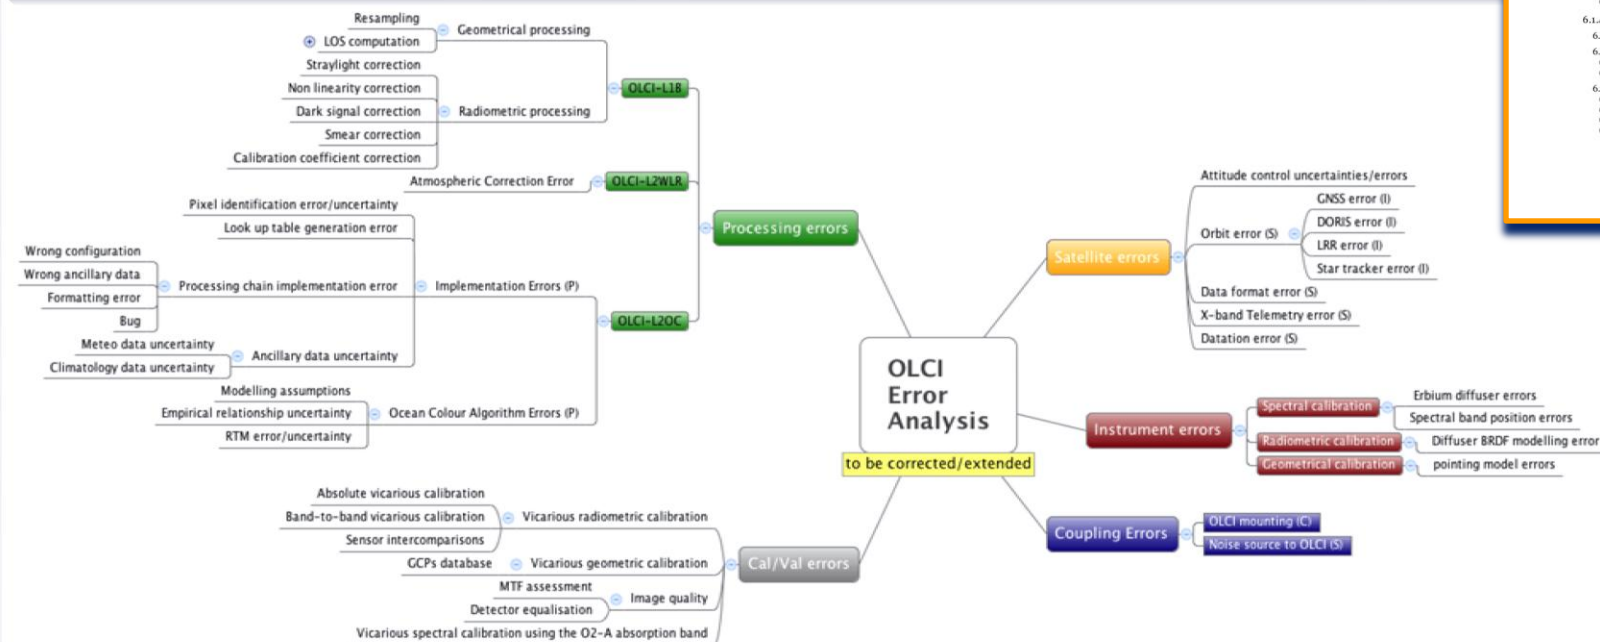 Resampling
LOS computation
Geometrical processing
Straylight correction
Non linearity correction
Dark signal correction
Smear correction
Calibration coefficient correction
Radiometric processing
OLCI-L1B
Atmospheric Correction Error
OLCI-L2WLR
Pixel identification error/uncertainty
Look up table generation error
Wrong configuration
Wrong ancillary data
Formatting error
Bug
Processing chain implementation error
Implementation Errors (P)
Meteo data uncertainty
Climatology data uncertainty
Ancillary data uncertainty
OLCI-L2OC
Modelling assumptions
Empirical relationship uncertainty
RTM error/uncertainty
Ocean Colour Algorithm Errors (P)
Processing errors
Absolute vicarious calibration
Band-to-band vicarious calibration
Sensor intercomparisons
Vicarious radiometric calibration
GCPs database
Vicarious geometric calibration
MTF assessment
Detector equalisation
Image quality
Vicarious spectral calibration using the O2-A absorption band
Cal/Val errors
OLCI
Error
Analysis
to be corrected/extended
Satellite errors
Attitude control uncertainties/errors
Orbit error (S)
GNSS error (I)
DORIS error (I)
LRR error (I)
Star tracker error (I)
Data format error (S)
X-band Telemetry error (S)
Datation error (S)
Instrument errors
Spectral calibration
Erbium diffuser errors
Spectral band position errors
Radiometric calibration
Diffuser BRDF modelling error
Geometrical calibration
pointing model errors
Coupling Errors
OLCI mounting (C)
Noise source to OLCI (S)